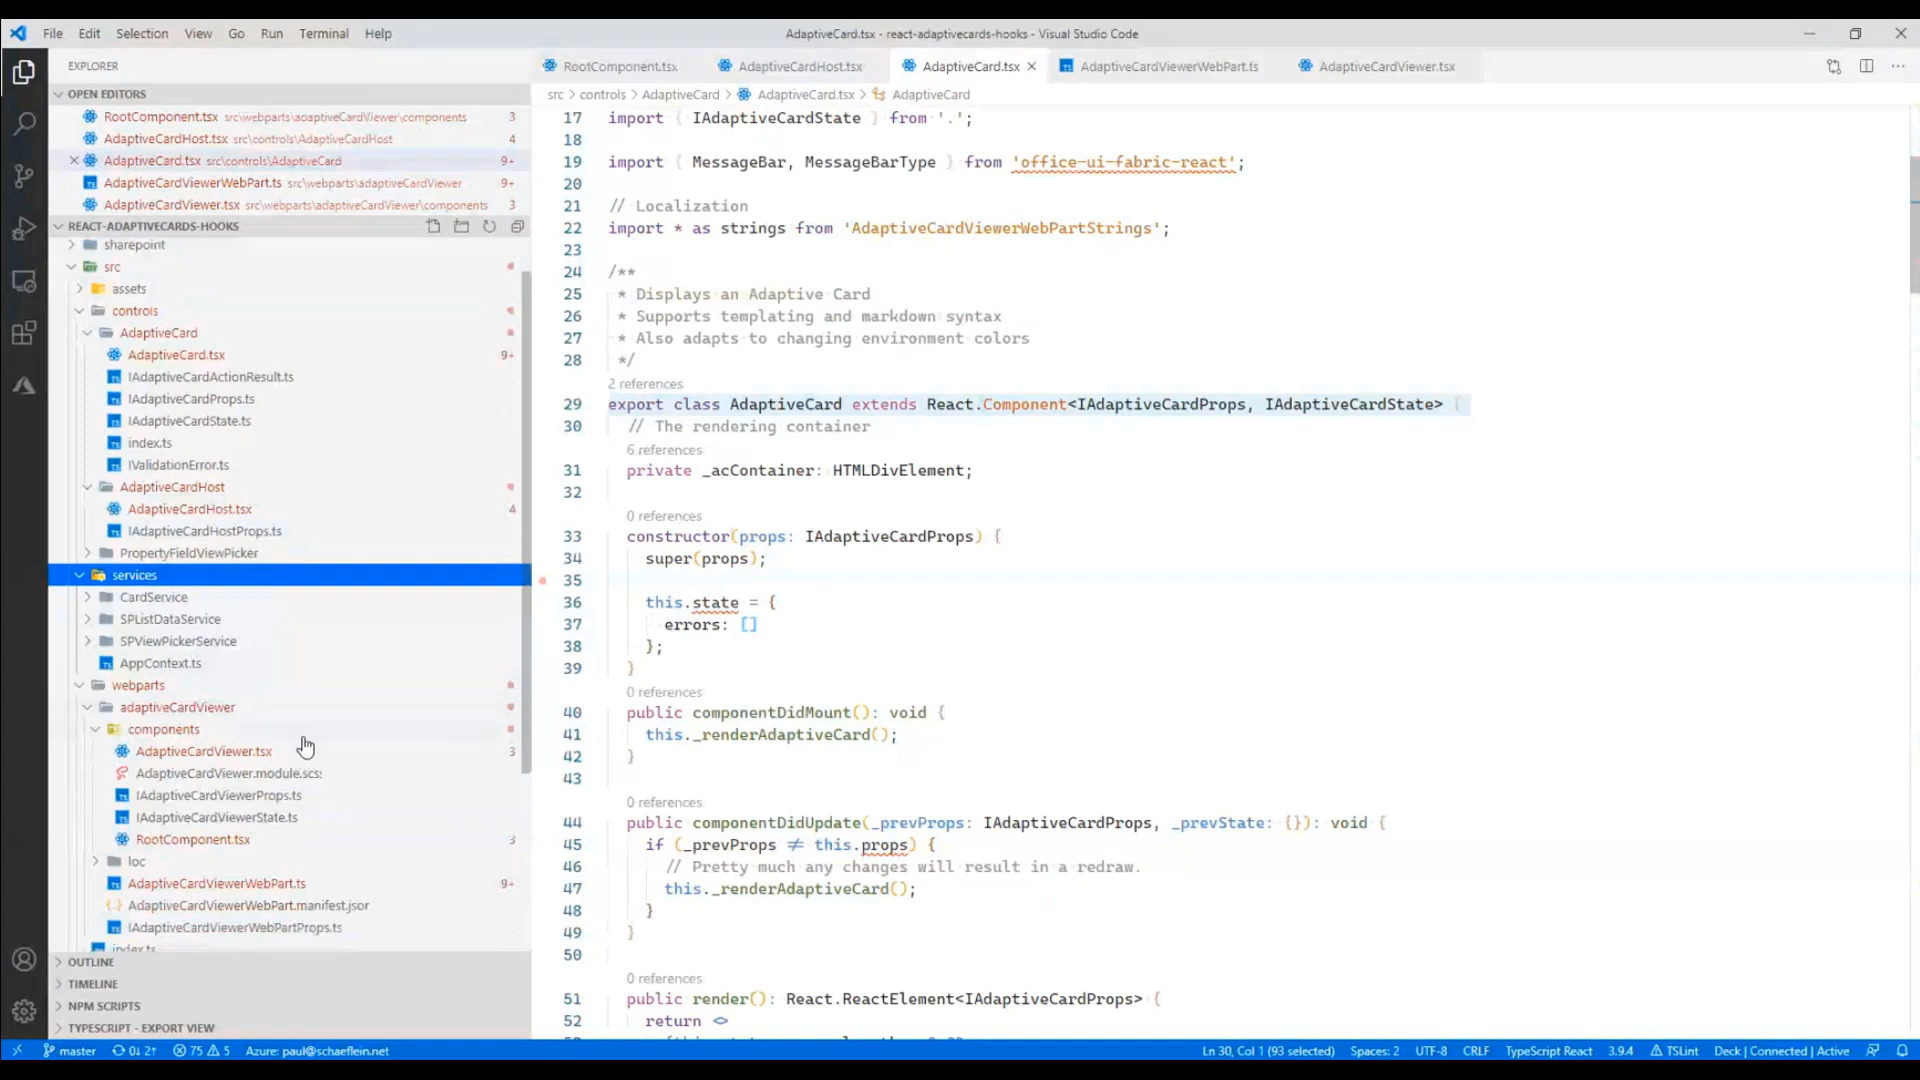 File Edit Selection View Go Run Terminal Help
AdaptiveCard.tsx - react-adaptivecards-hooks - Visual Studio Code
EXPLORER
OPEN EDITORS
RootComponent.tsx src\webparts\adaptiveCardViewer\components 3
AdaptiveCardHost.tsx src\controls\AdaptiveCardHost 4
AdaptiveCard.tsx src\controls\AdaptiveCard 9+
AdaptiveCardViewerWebPart.ts src\webparts\adaptiveCardViewer 9+
AdaptiveCardViewer.tsx src\webparts\adaptiveCardViewer\components 3
REACT-ADAPTIVECARDS-HOOKS
sharepoint
src
assets
controls
AdaptiveCard
AdaptiveCard.tsx 9+
IAdaptiveCardActionResult.ts
IAdaptiveCardProps.ts
IAdaptiveCardState.ts
index.ts
IValidationError.ts
AdaptiveCardHost
AdaptiveCardHost.tsx 4
IAdaptiveCardHostProps.ts
PropertyFieldViewPicker
services
CardService
SPListDataService
SPViewPickerService
AppContext.ts
webparts
adaptiveCardViewer
components
AdaptiveCardViewer.tsx 3
AdaptiveCardViewer.module.scs
IAdaptiveCardViewerProps.ts
IAdaptiveCardViewerState.ts
RootComponent.tsx 3
loc
AdaptiveCardViewerWebPart.ts 9+
AdaptiveCardViewerWebPart.manifest.jsor
IAdaptiveCardViewerWebPartProps.ts
index.ts
OUTLINE
TIMELINE
NPM SCRIPTS
TYPESCRIPT - EXPORT VIEW
RootComponent.tsx AdaptiveCardHost.tsx AdaptiveCard.tsx AdaptiveCardViewerWebPart.ts AdaptiveCardViewer.tsx
src > controls > AdaptiveCard > AdaptiveCard.tsx > AdaptiveCard
17 import { IAdaptiveCardState } from '.';
18
19 import { MessageBar, MessageBarType } from 'office-ui-fabric-react';
20
21 // Localization
22 import * as strings from 'AdaptiveCardViewerWebPartStrings';
23
24 /**
25 * Displays an Adaptive Card
26 * Supports templating and markdown syntax
27 * Also adapts to changing environment colors
28 */
2 references
29 export class AdaptiveCard extends React.Component<IAdaptiveCardProps, IAdaptiveCardState> {
30 // The rendering container
6 references
31 private _acContainer: HTMLDivElement;
32
0 references
33 constructor(props: IAdaptiveCardProps) {
34 super(props);
35
36 this.state = {
37 errors: []
38 };
39 }
0 references
40 public componentDidMount(): void {
41 this._renderAdaptiveCard();
42 }
43
0 references
44 public componentDidUpdate(_prevProps: IAdaptiveCardProps, _prevState: {}): void {
45 if (_prevProps ≠ this.props) {
46 // Pretty much any changes will result in a redraw.
47 this._renderAdaptiveCard();
48 }
49 }
50
0 references
51 public render(): React.ReactElement<IAdaptiveCardProps> {
52 return <>
master 0↓ 2↑ 75 5 Azure: paul@schaeflein.net
Ln 30, Col 1 (93 selected) Spaces: 2 UTF-8 CRLF TypeScript React 3.9.4 TSLint Deck | Connected | Active